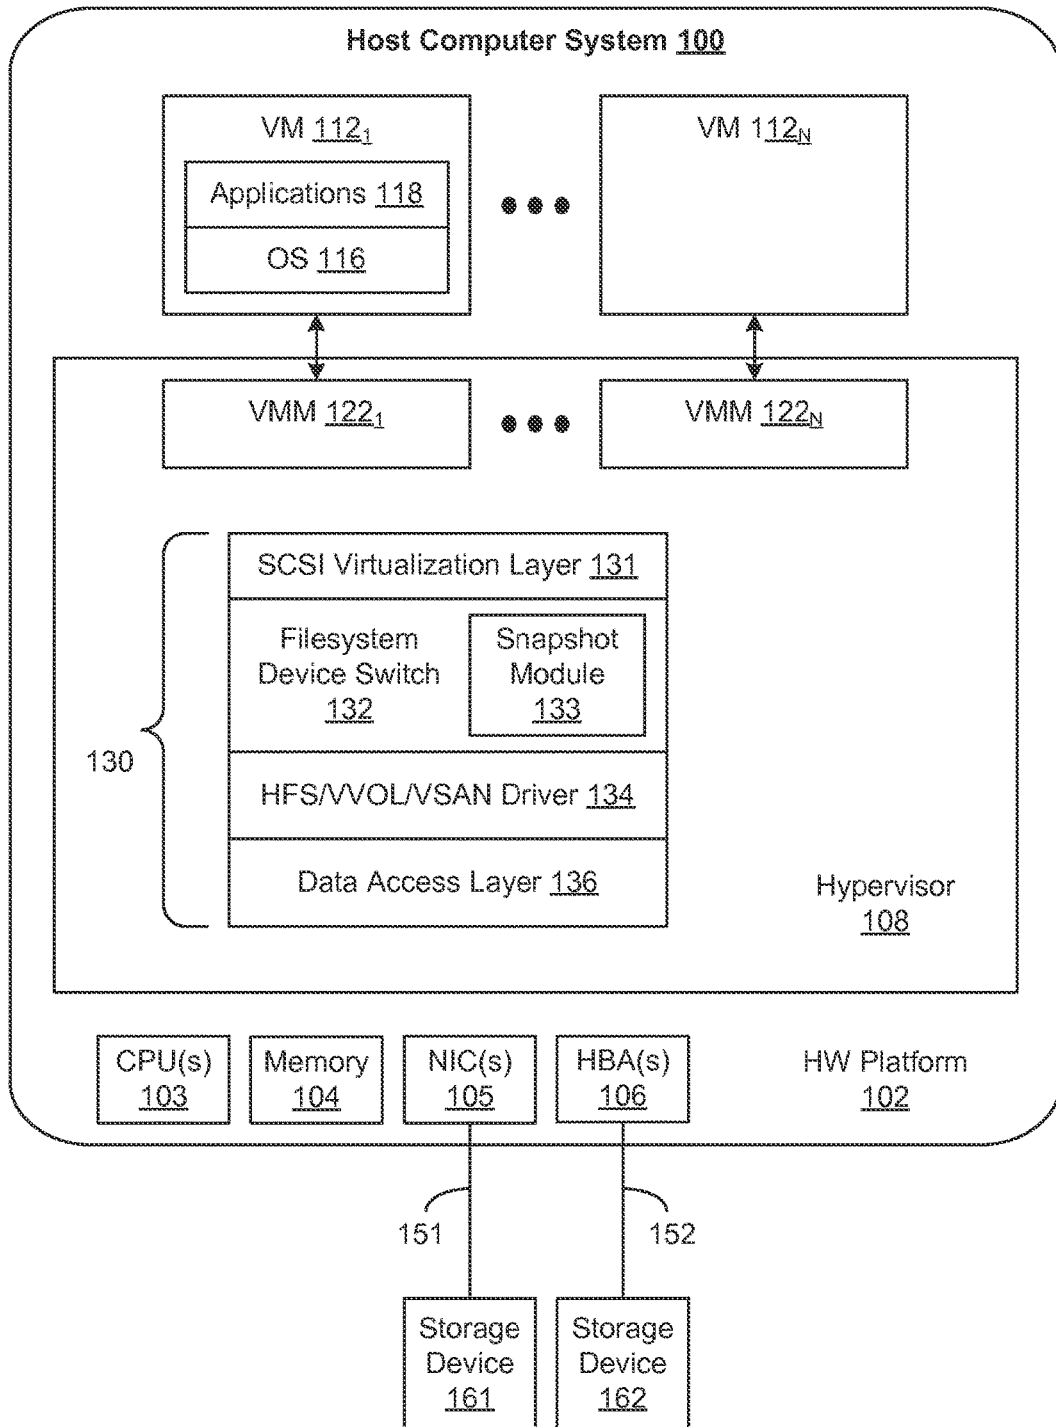 Host Computer System 100
VM 112₁
VM 112ₙ
Applications 118
OS 116
VMM 122₁
VMM 122ₙ
SCSI Virtualization Layer 131
Filesystem
Device Switch
132
Snapshot
Module
133
130
HFS/VVOL/VSAN Driver 134
Data Access Layer 136
Hypervisor
108
CPU(s)
103
Memory
104
NIC(s)
105
HBA(s)
106
HW Platform
102
151
152
Storage
Device
161
Storage
Device
162